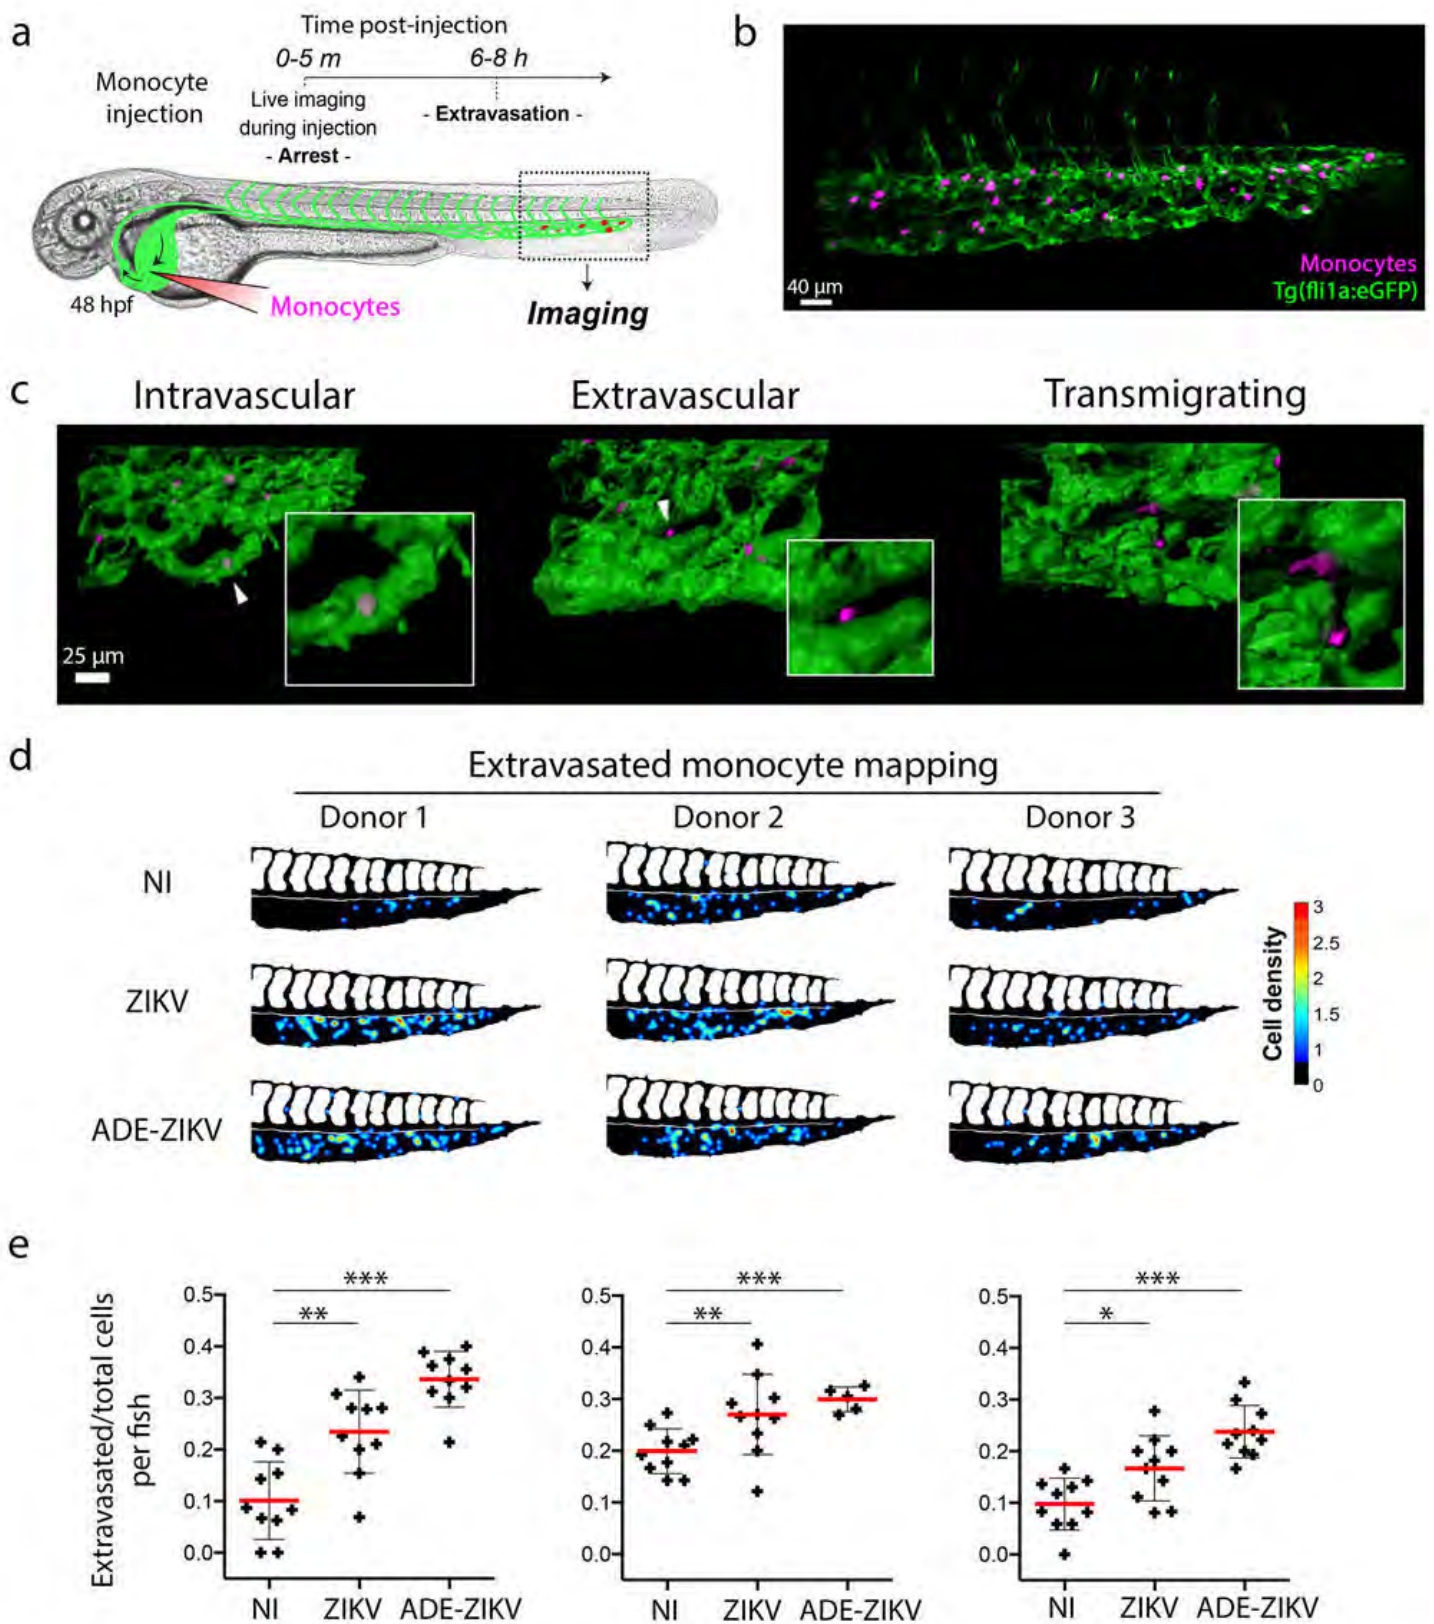 a
Time post-injection
0-5 m
6-8 h
Monocyte
injection
Live imaging
during injection
- Arrest -
- Extravasation -
48 hpf
Monocytes
Imaging
b
Monocytes
Tg(fli1a:eGFP)
40 µm
c
Intravascular
Extravascular
Transmigrating
25 µm
d
Extravasated monocyte mapping
Donor 1
Donor 2
Donor 3
NI
ZIKV
ADE-ZIKV
Cell density
3
2.5
2
1.5
1
0
e
Extravasated/total cells
per fish
0.5
0.4
0.3
0.2
0.1
0.0
***
**
NI
ZIKV
ADE-ZIKV
0.5
0.4
0.3
0.2
0.1
0.0
***
**
NI
ZIKV
ADE-ZIKV
0.5
0.4
0.3
0.2
0.1
0.0
***
*
NI
ZIKV
ADE-ZIKV